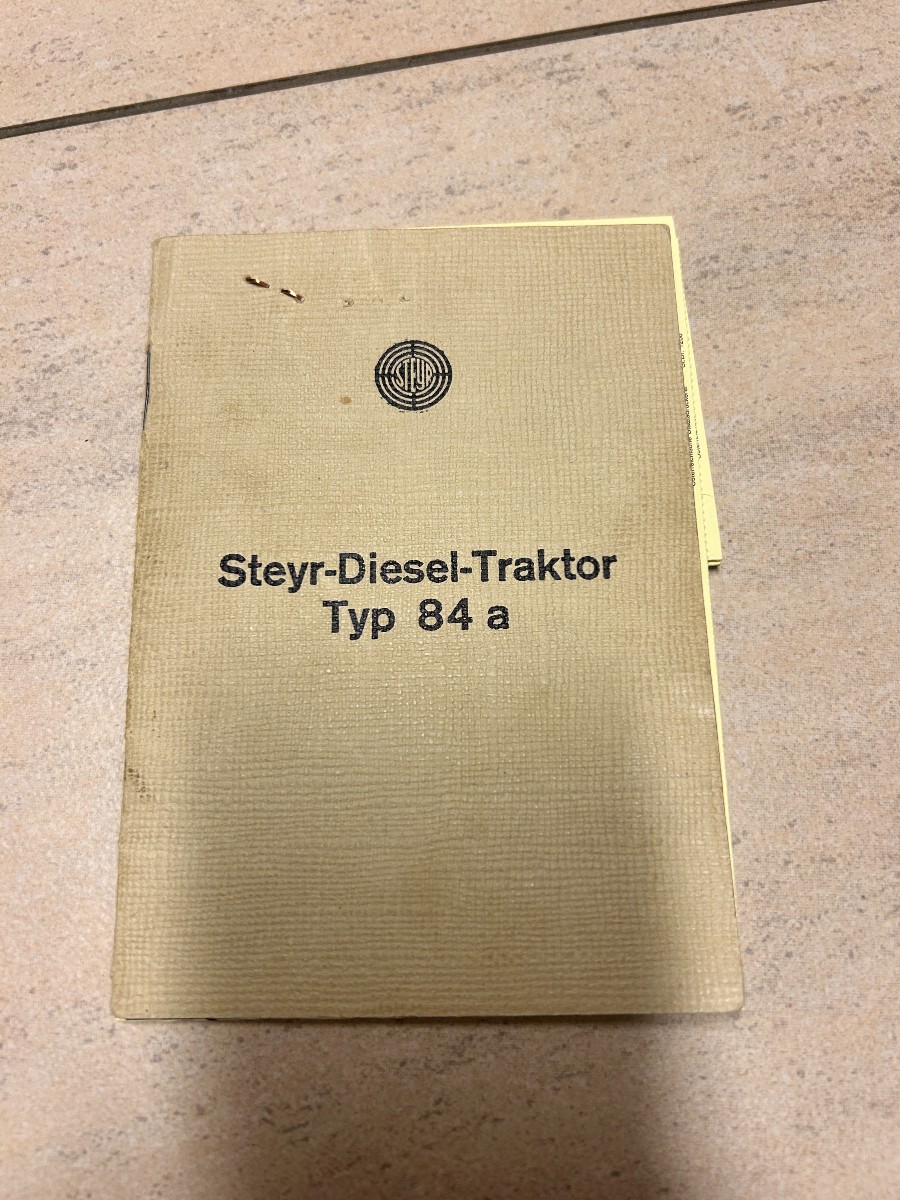 STEYR
Steyr-Diesel-Traktor
Typ 84 a